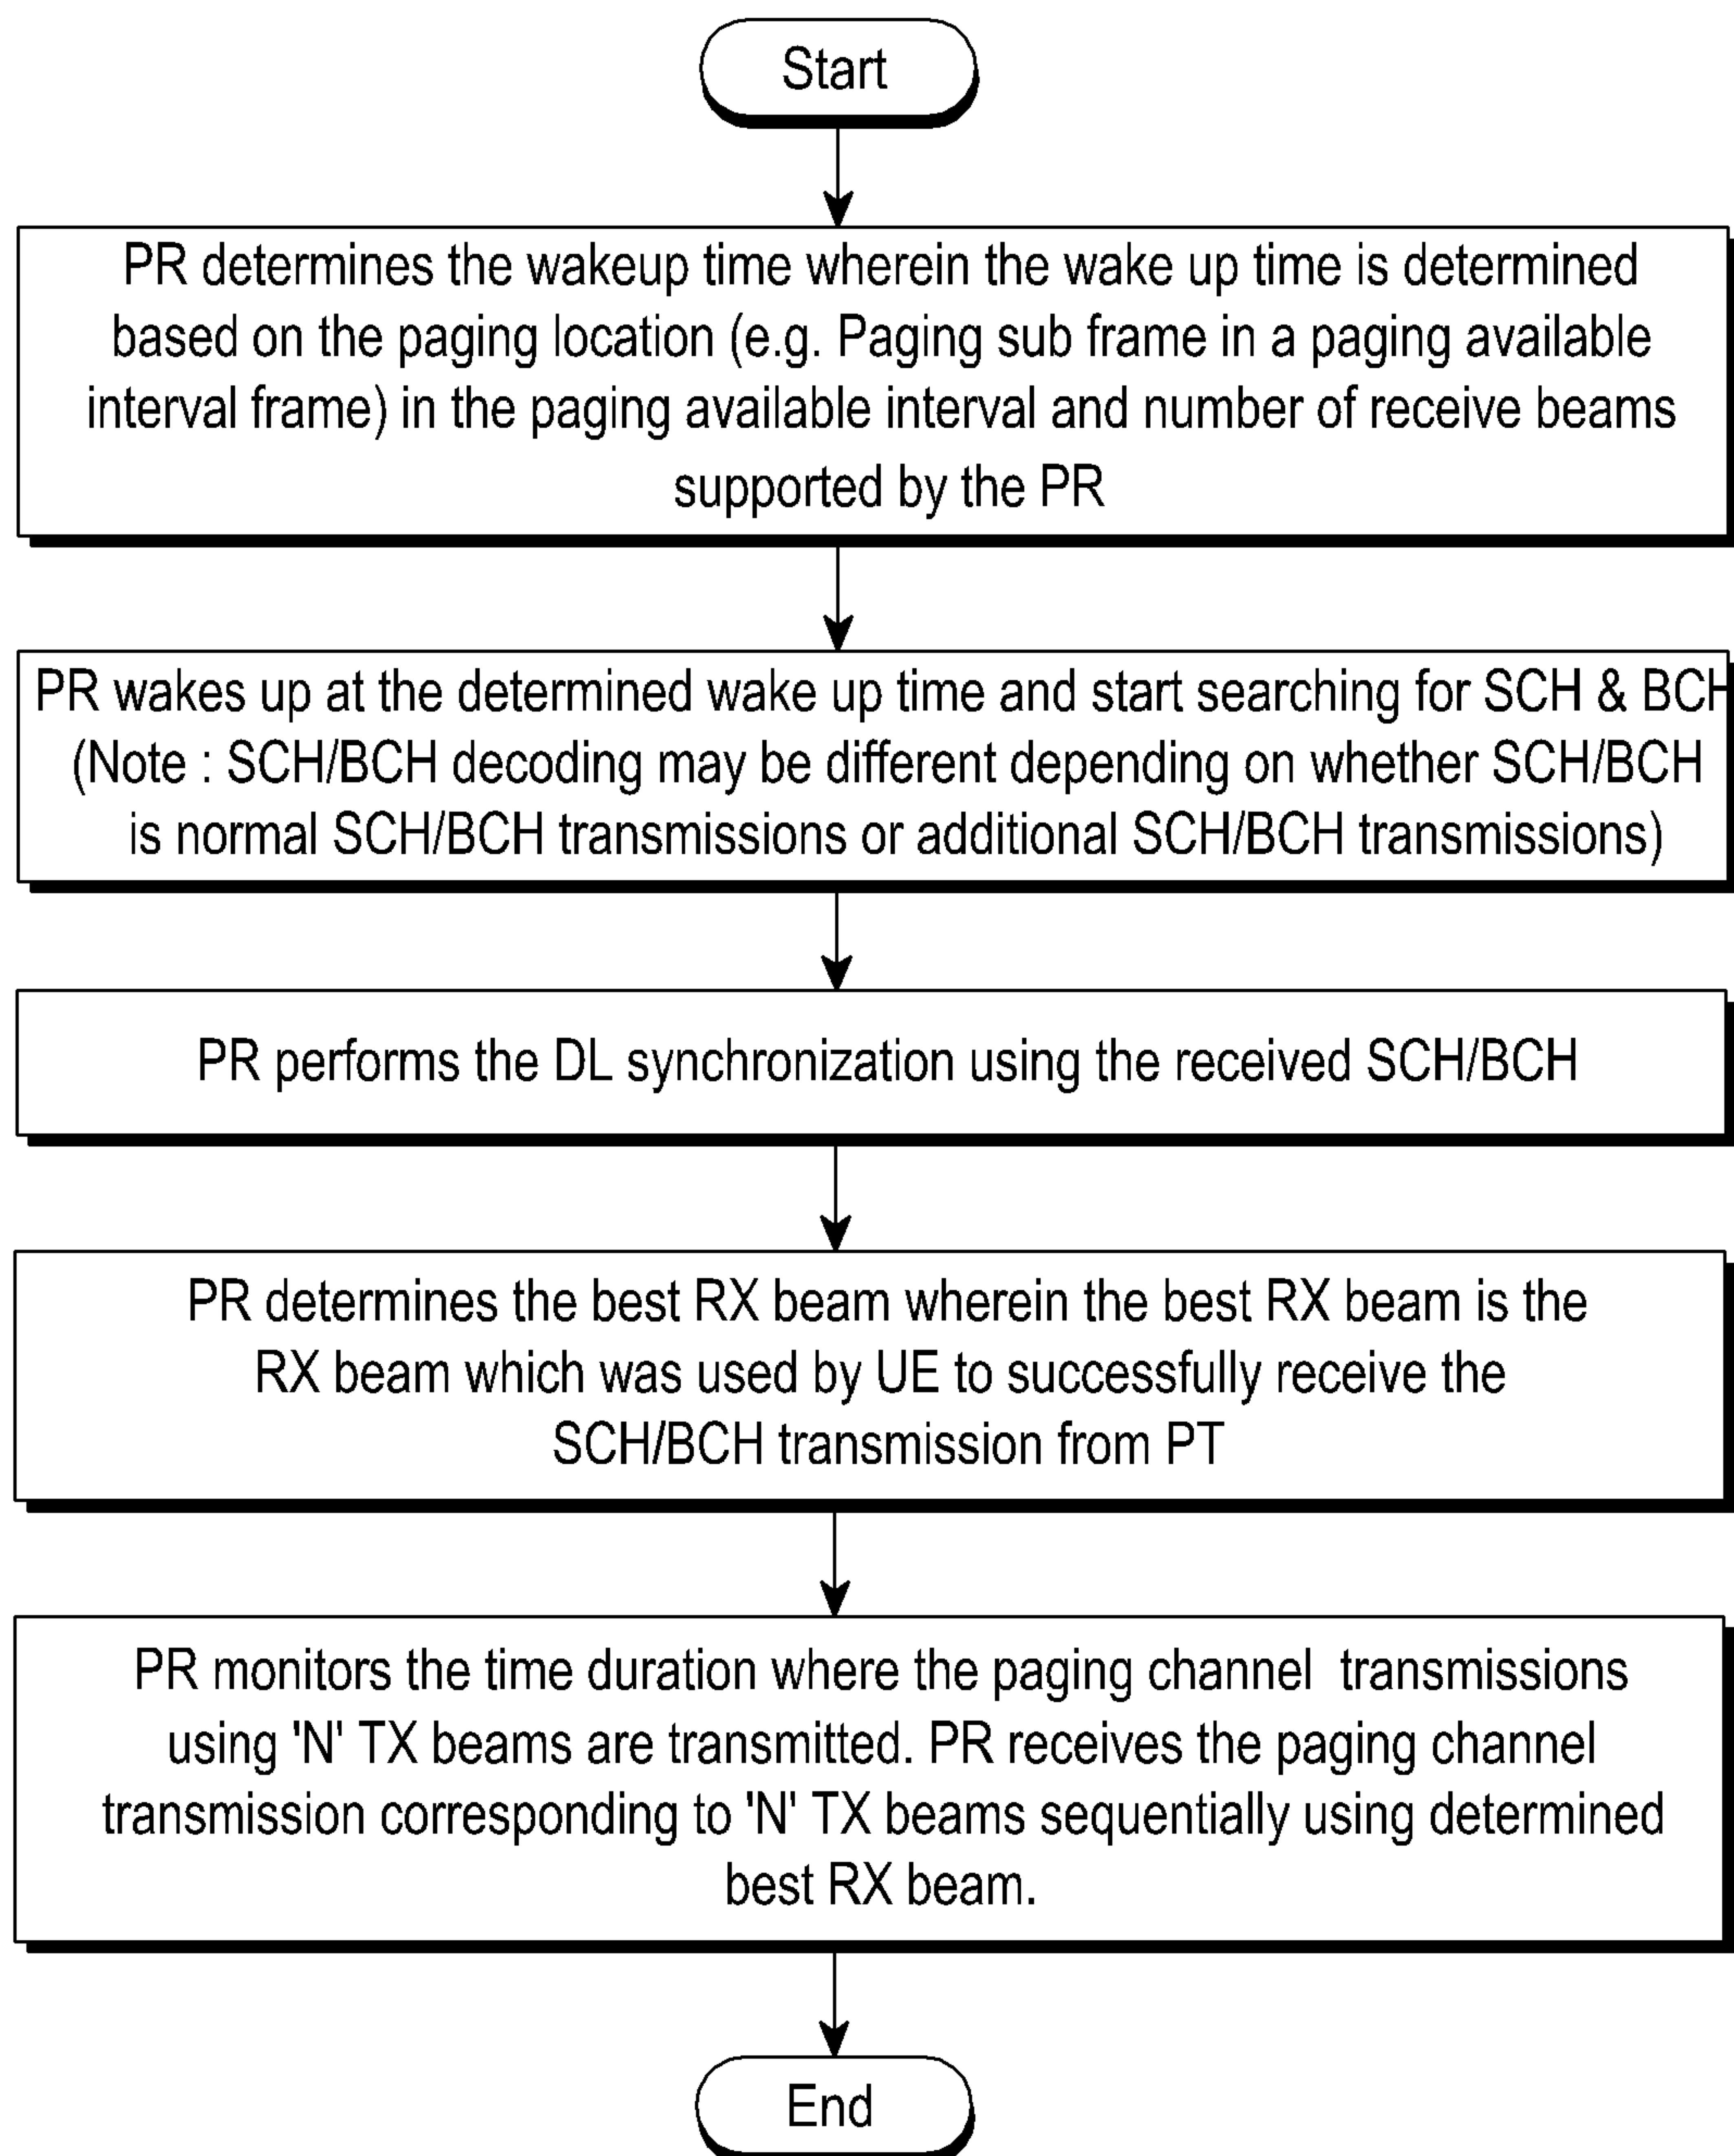 Start
PR determines the wakeup time wherein the wake up time is determined
based on the paging location (e.g. Paging sub frame in a paging available
interval frame) in the paging available interval and number of receive beams
supported by the PR
PR wakes up at the determined wake up time and start searching for SCH & BCH
(Note : SCH/BCH decoding may be different depending on whether SCH/BCH
is normal SCH/BCH transmissions or additional SCH/BCH transmissions)
PR performs the DL synchronization using the received SCH/BCH
PR determines the best RX beam wherein the best RX beam is the
RX beam which was used by UE to successfully receive the
SCH/BCH transmission from PT
PR monitors the time duration where the paging channel transmissions
using 'N' TX beams are transmitted. PR receives the paging channel
transmission corresponding to 'N' TX beams sequentially using determined
best RX beam.
End